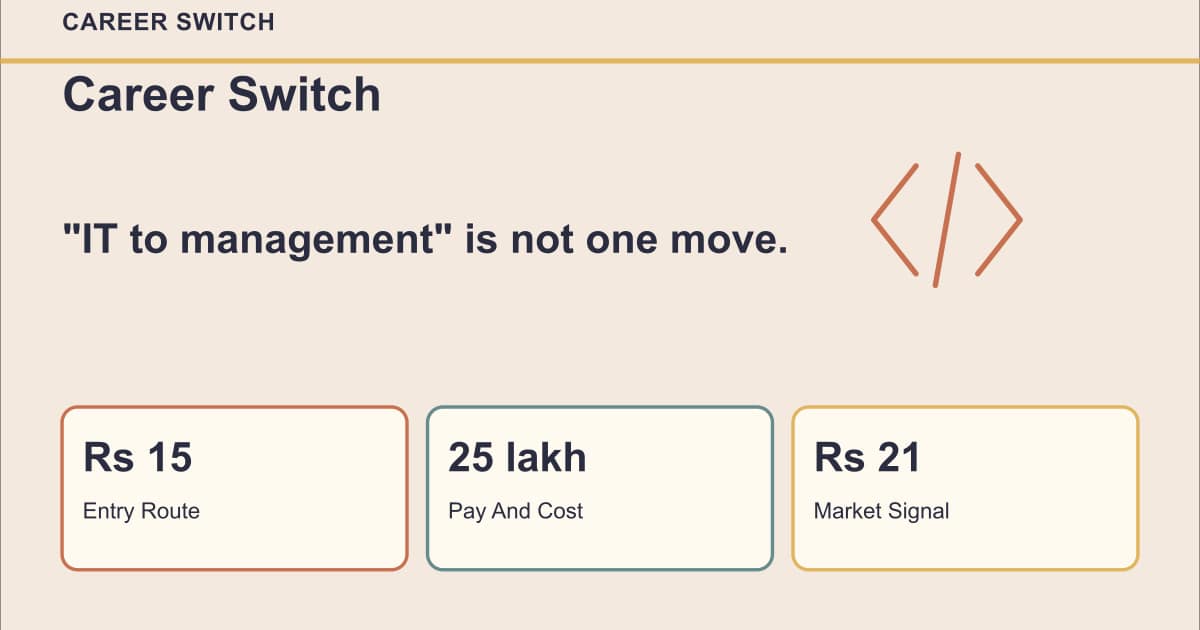 CAREER SWITCH
Career Switch
"IT to management" is not one move.
Rs 15
Entry Route
25 lakh
Pay And Cost
Rs 21
Market Signal